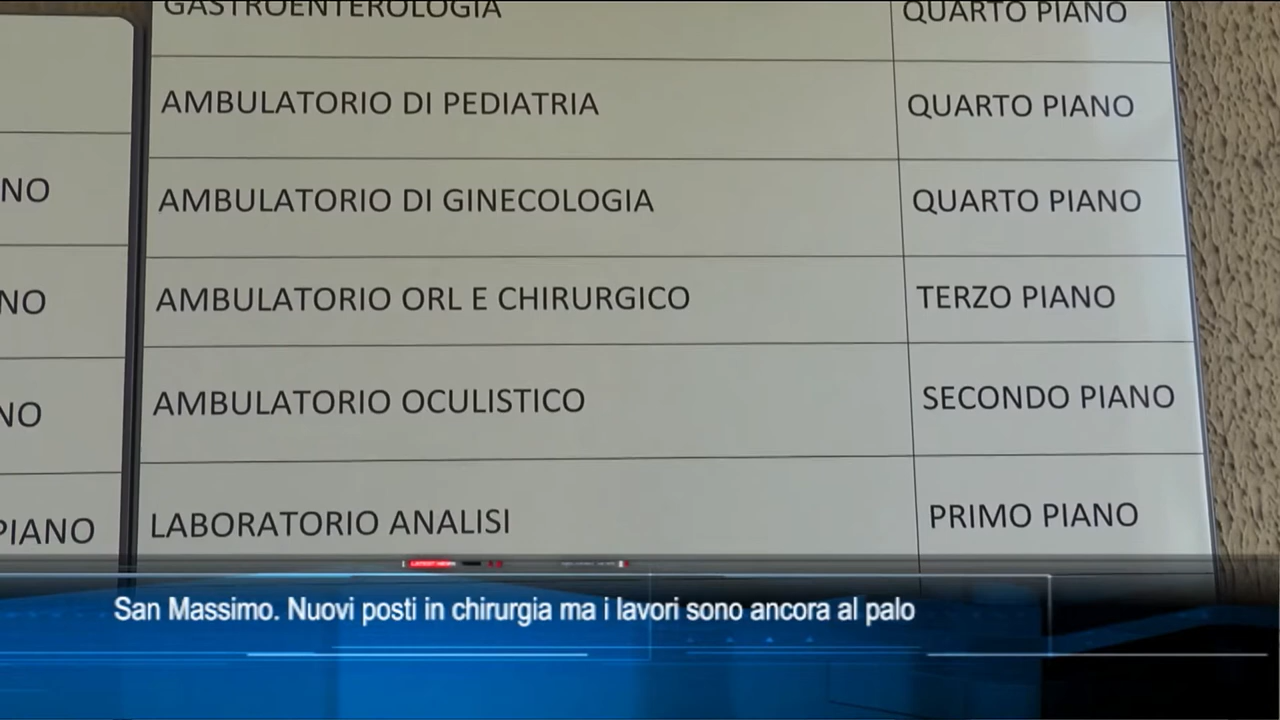 GASTROENTEROLOGIA QUARTO PIANO
AMBULATORIO DI PEDIATRIA QUARTO PIANO
NO AMBULATORIO DI GINECOLOGIA QUARTO PIANO
NO AMBULATORIO ORL E CHIRURGICO TERZO PIANO
NO AMBULATORIO OCULISTICO SECONDO PIANO
PIANO LABORATORIO ANALISI PRIMO PIANO
LATEST NEWS
San Massimo. Nuovi posti in chirurgia ma i lavori sono ancora al palo